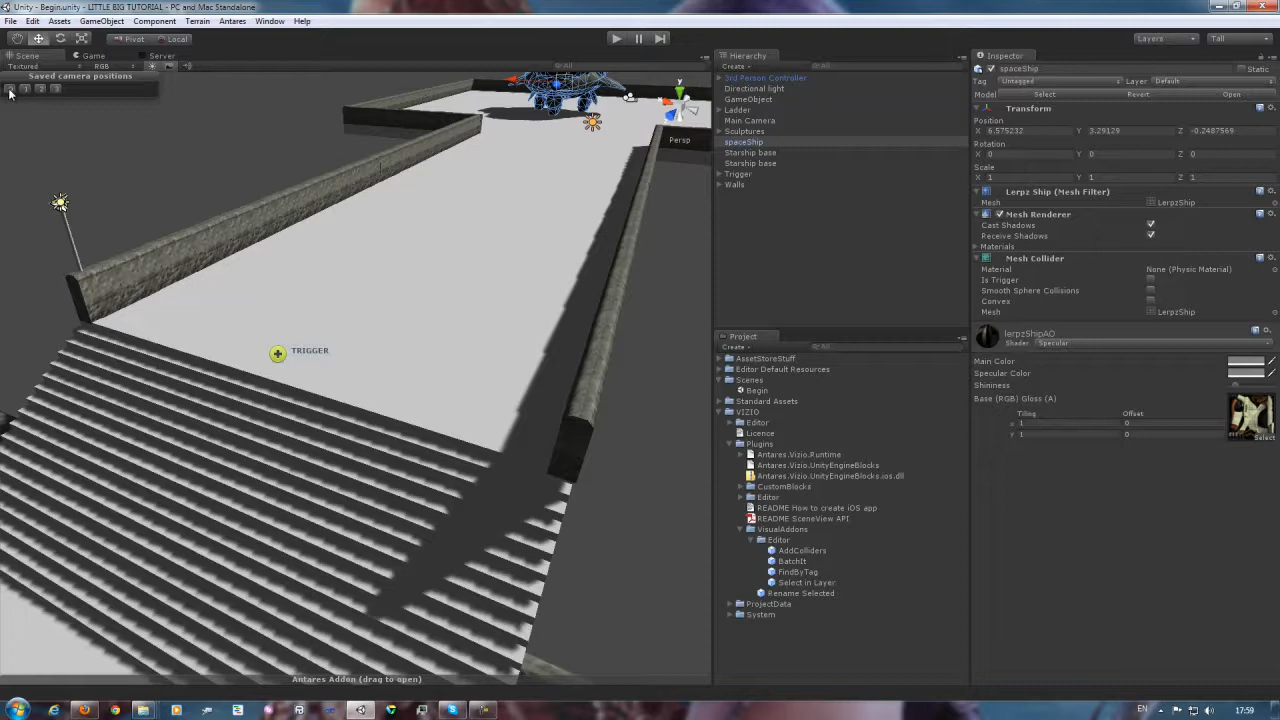 Unity - Begin.unity - LITTLE BIG TUTORIAL - PC and Mac Standalone
File Edit Assets GameObject Component Terrain Antares Window Help
Pivot Local
Layers Tall
Scene Game Server
Textured RGB All
Saved camera positions
1 2 3
y
Persp
TRIGGER
Antares Addon (drag to open)
Hierarchy
Create All
3rd Person Controller
Directional light
GameObject
Ladder
Main Camera
Sculptures
spaceShip
Starship base
Starship base
Trigger
Walls
Project
Create All
AssetStoreStuff
Editor Default Resources
Scenes
Begin
Standard Assets
VIZIO
Editor
Licence
Plugins
Antares.Vizio.Runtime
Antares.Vizio.UnityEngineBlocks
Antares.Vizio.UnityEngineBlocks.ios.dll
CustomBlocks
Editor
README How to create iOS app
README SceneView API
VisualAddons
Editor
AddColliders
BatchIt
FindByTag
Select in Layer
Rename Selected
ProjectData
System
Inspector
spaceShip Static
Tag Untagged Layer Default
Model Select Revert Open
Transform
Position
X 6.575232 Y 3.29129 Z -0.2487569
Rotation
X 0 Y 0 Z 0
Scale
X 1 Y 1 Z 1
Lerpz Ship (Mesh Filter)
Mesh LerpzShip
Mesh Renderer
Cast Shadows
Receive Shadows
Materials
Mesh Collider
Material None (Physic Material)
Is Trigger
Smooth Sphere Collisions
Convex
Mesh LerpzShip
lerpzShipAO
Shader Specular
Main Color
Specular Color
Shininess
Base (RGB) Gloss (A)
Tiling Offset
x 1 0
y 1 0
Select
EN 17:59